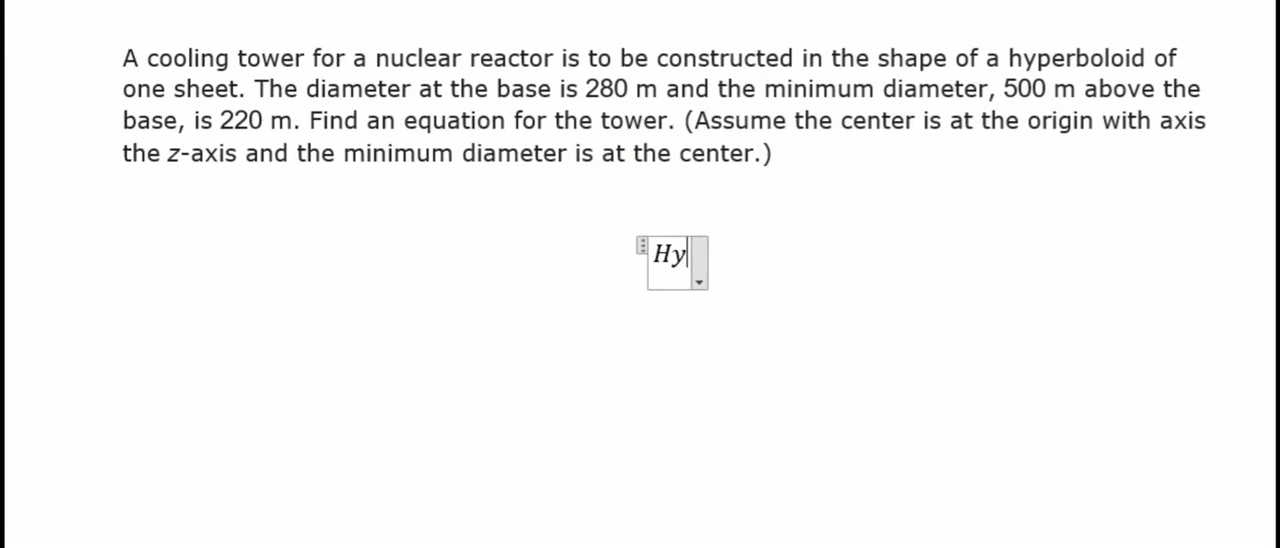 A cooling tower for a nuclear reactor is to be constructed in the shape of a hyperboloid of
one sheet. The diameter at the base is 280 m and the minimum diameter, 500 m above the
base, is 220 m. Find an equation for the tower. (Assume the center is at the origin with axis
the z-axis and the minimum diameter is at the center.)
Hy